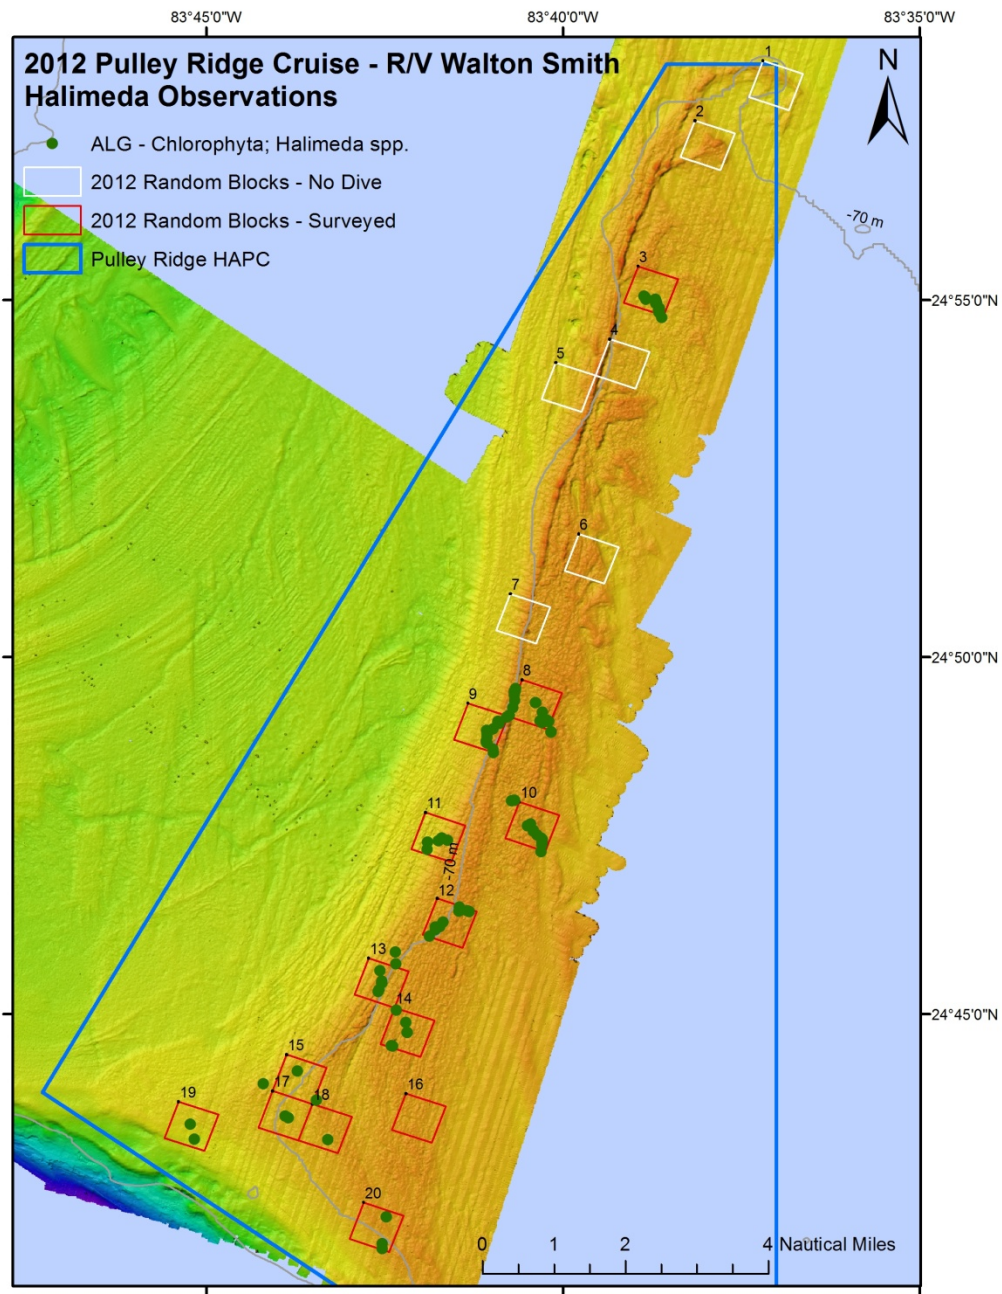 83°45'0"W
83°40'0"W
83°35'0"W
2012 Pulley Ridge Cruise - R/V Walton Smith
Halimeda Observations
ALG - Chlorophyta; Halimeda spp.
2012 Random Blocks - No Dive
2012 Random Blocks - Surveyed
Pulley Ridge HAPC
N
1
2
-70 m
3
24°55'0"N
4
5
6
7
24°50'0"N
8
9
10
11
-70 m
12
13
14
24°45'0"N
15
16
17
18
19
20
0 1 2 4 Nautical Miles